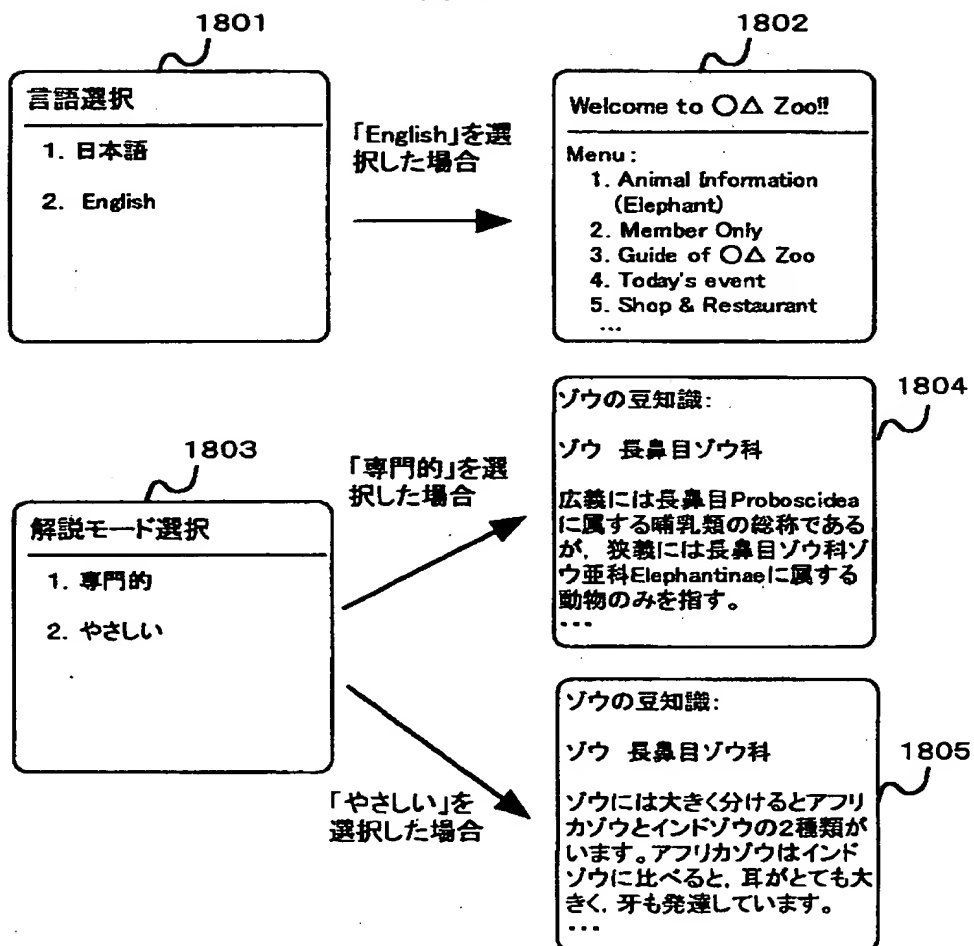 1801
言語選択
1. 日本語
2. English
「English」を選
択した場合
1802
Welcome to ○△ Zoo!!
Menu:
1. Animal Information
(Elephant)
2. Member Only
3. Guide of ○△ Zoo
4. Today's event
5. Shop & Restaurant
...
1803
解説モード選択
1. 専門的
2. やさしい
「専門的」を選
択した場合
1804
ゾウの豆知識:
ゾウ 長鼻目ゾウ科
広義には長鼻目Proboscidea
に属する哺乳類の総称である
が, 狭義には長鼻目ゾウ科ゾ
ウ亜科Elephantinaeに属する
動物のみを指す。
...
「やさしい」を
選択した場合
1805
ゾウの豆知識:
ゾウ 長鼻目ゾウ科
ゾウには大きく分けるとアフリ
カゾウとインドゾウの2種類が
います。アフリカゾウはインド
ゾウに比べると, 耳がとても大
きく, 牙も発達しています。
...